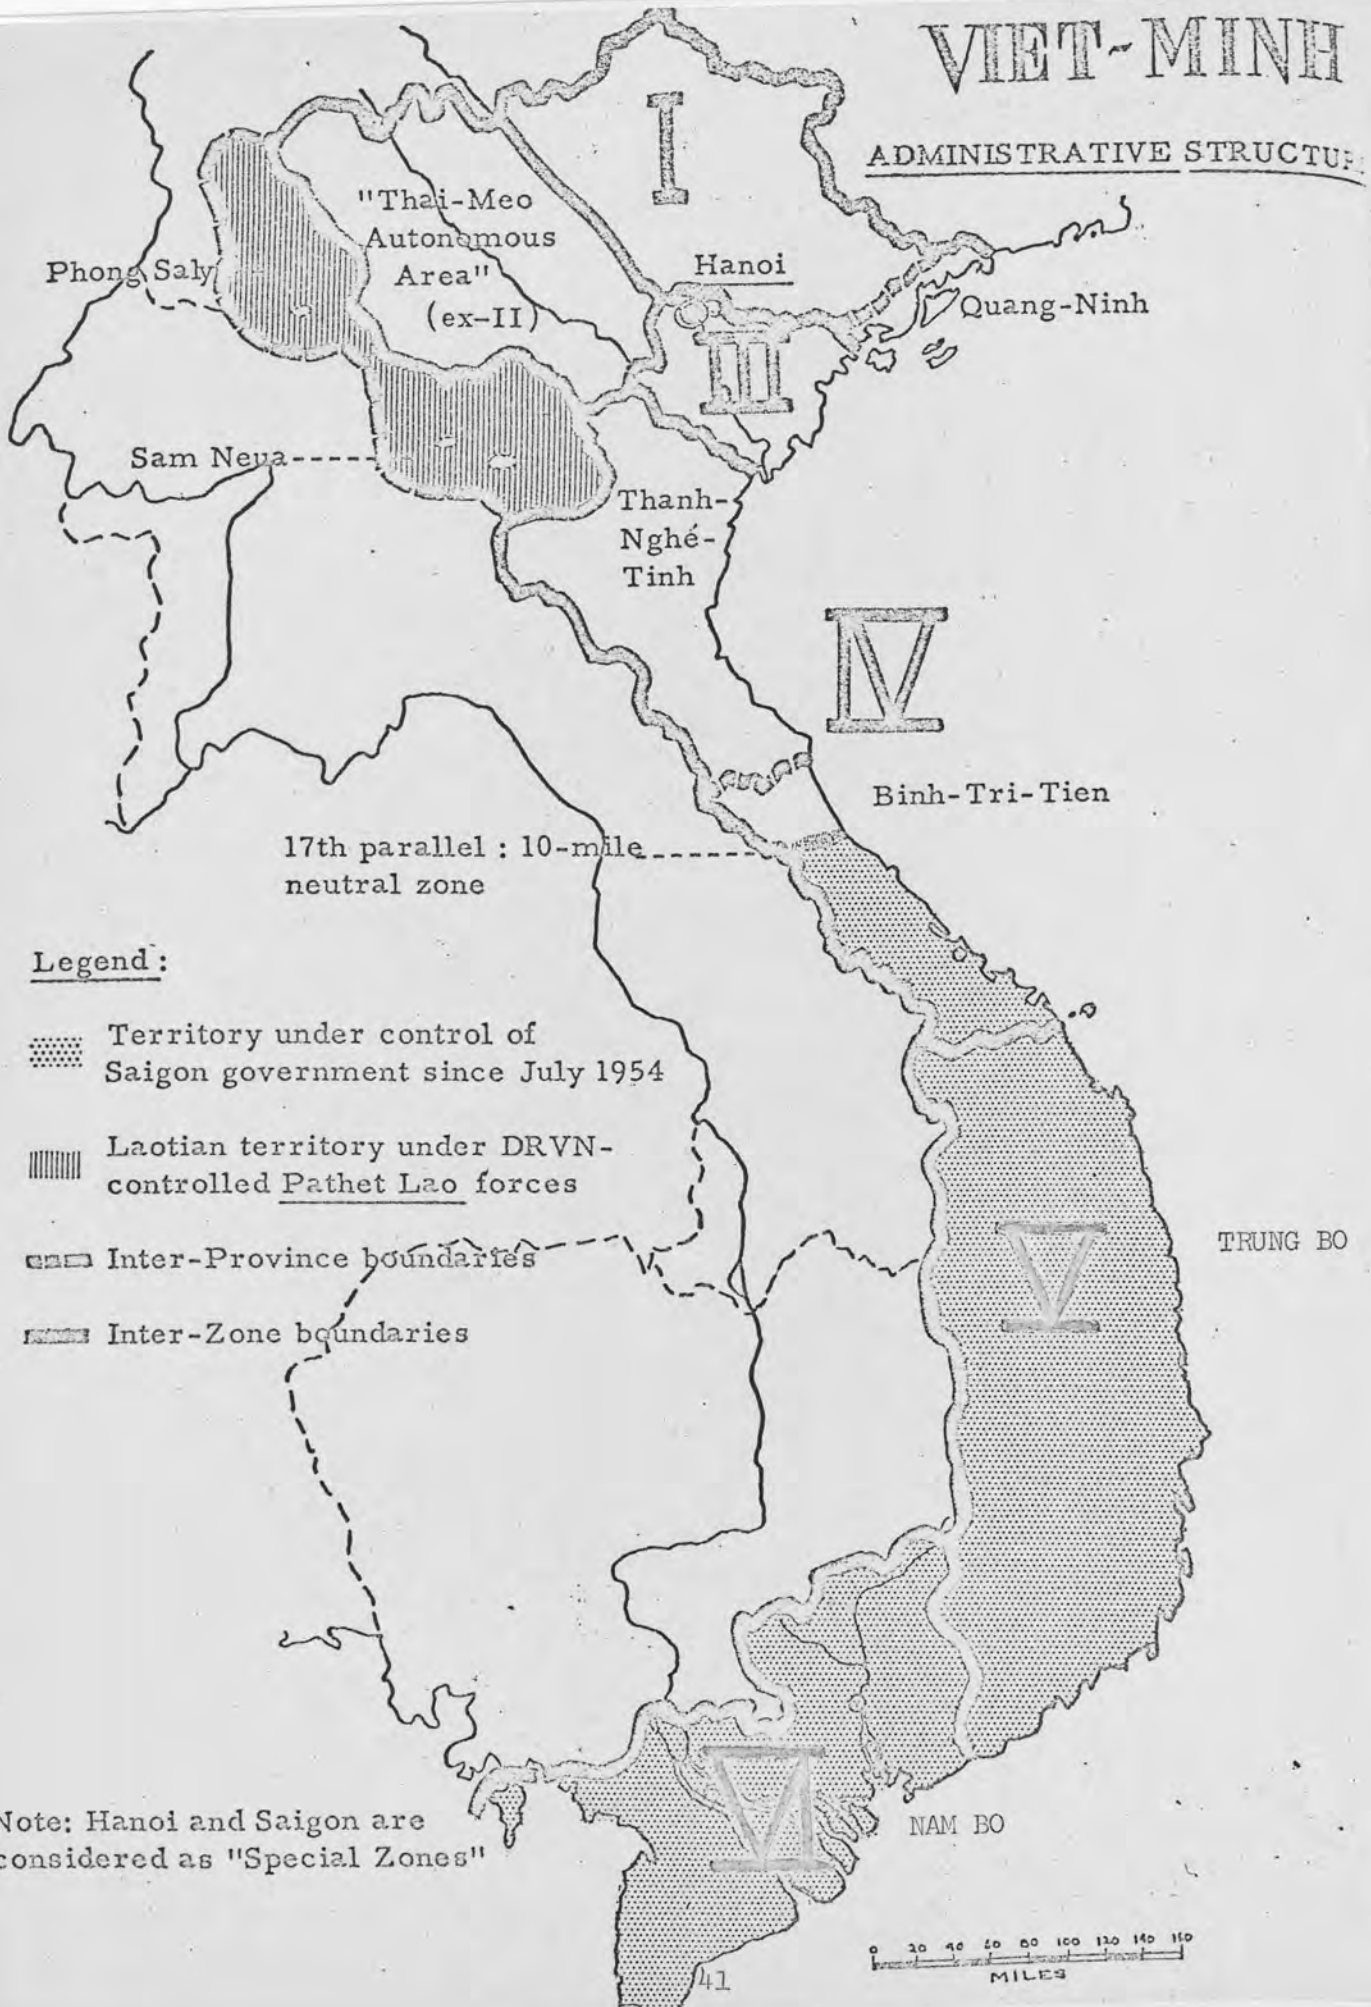 VIET-MINH
ADMINISTRATIVE STRUCTURE
I
"Thai-Meo
Autonomous
Area"
(ex-II)
Phong Saly
Hanoi
Quang-Ninh
III
Sam Neua
Thanh-
Nghé-
Tinh
IV
Binh-Tri-Tien
17th parallel : 10-mile
neutral zone
Legend :
Territory under control of
Saigon government since July 1954
Laotian territory under DRVN-
controlled Pathet Lao forces
Inter-Province boundaries
Inter-Zone boundaries
V
TRUNG BO
VI
NAM BO
Note: Hanoi and Saigon are
considered as "Special Zones"
0 20 40 60 80 100 120 140 160
MILES
41